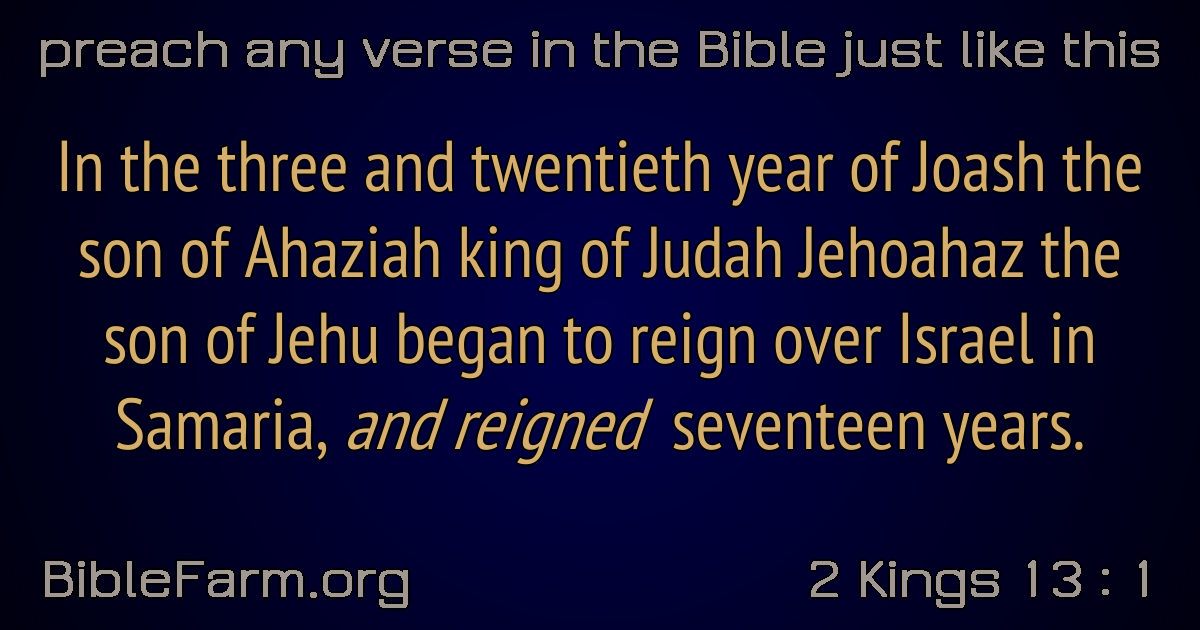 preach any verse in the Bible just like this
In the three and twentieth year of Joash the
son of Ahaziah king of Judah Jehoahaz the
son of Jehu began to reign over Israel in
Samaria, and reigned seventeen years.
BibleFarm.org
2 Kings 13 : 1